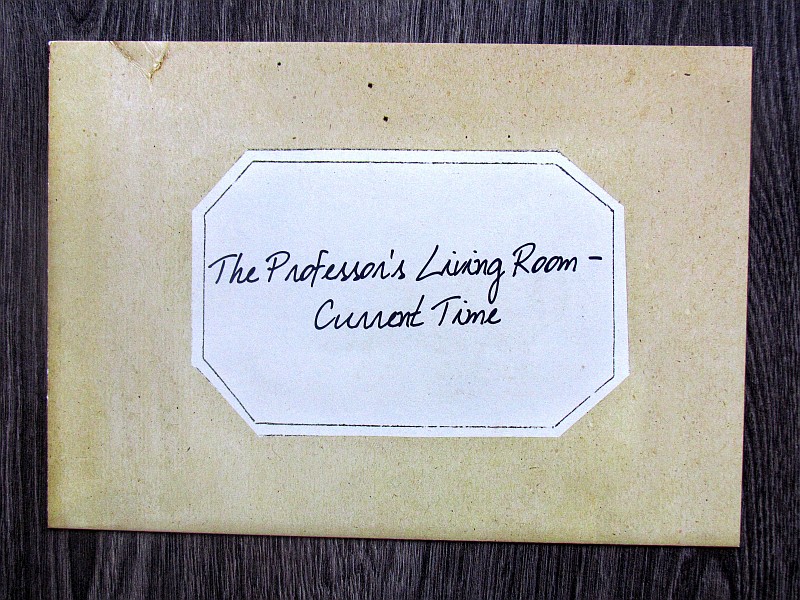 The Professor's Living Room –
Current Time